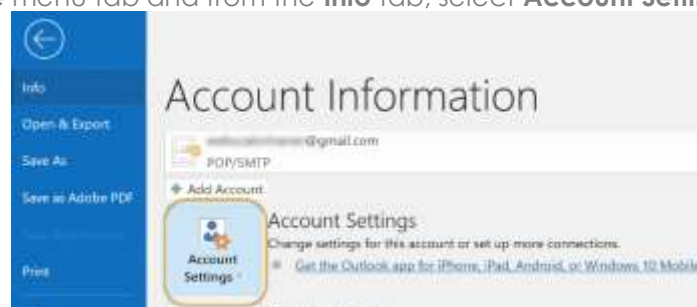 menu Tab and from the Info Tab, select Account
Info
Account Information
Open & Export
@gmail.com
POP/SMTP
Save As
Add Account
Save as Adobe PDF
Account Settings
Change settings for this account or set up more connections.
Account
Settings
Get the Outlook app for iPhone, iPad, Android, or Windows 10 Mobile
Print